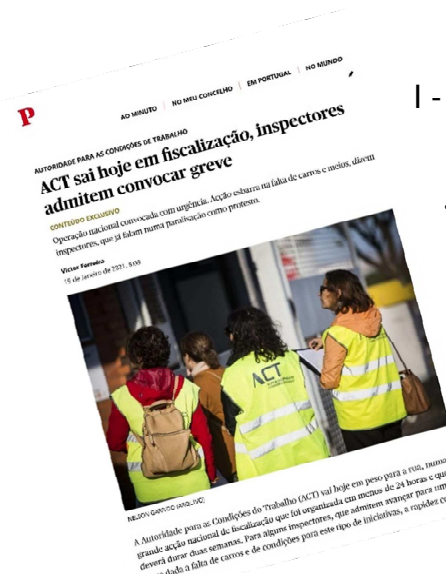 P
AO MINUTO | NO MEU CONCELHO | EM PORTUGAL | NO MUNDO
I -
AUTORIDADE PARA AS CONDIÇÕES DE TRABALHO
ACT sai hoje em fiscalização, inspectores
admitem convocar greve
CONTEÚDO EXCLUSIVO
Operação nacional convocada com urgência. Acção esbarra na falta de carros e meios, dizem
inspectores, que já falam numa paralisação como protesto.
Victor Ferreira
de Janeiro de 2021,
ACT
NELSON GARRIDO (ARQUIVO)
A Autoridade para as Condições do Trabalho (ACT) vai hoje em peso para a rua, numa
grande acção nacional de fiscalização que foi organizada em menos de 24 horas e que
deverá durar duas semanas. Para alguns inspectores, que admitem avançar para um
dada a falta de carros e de condições para este tipo de iniciativas, a rapidez